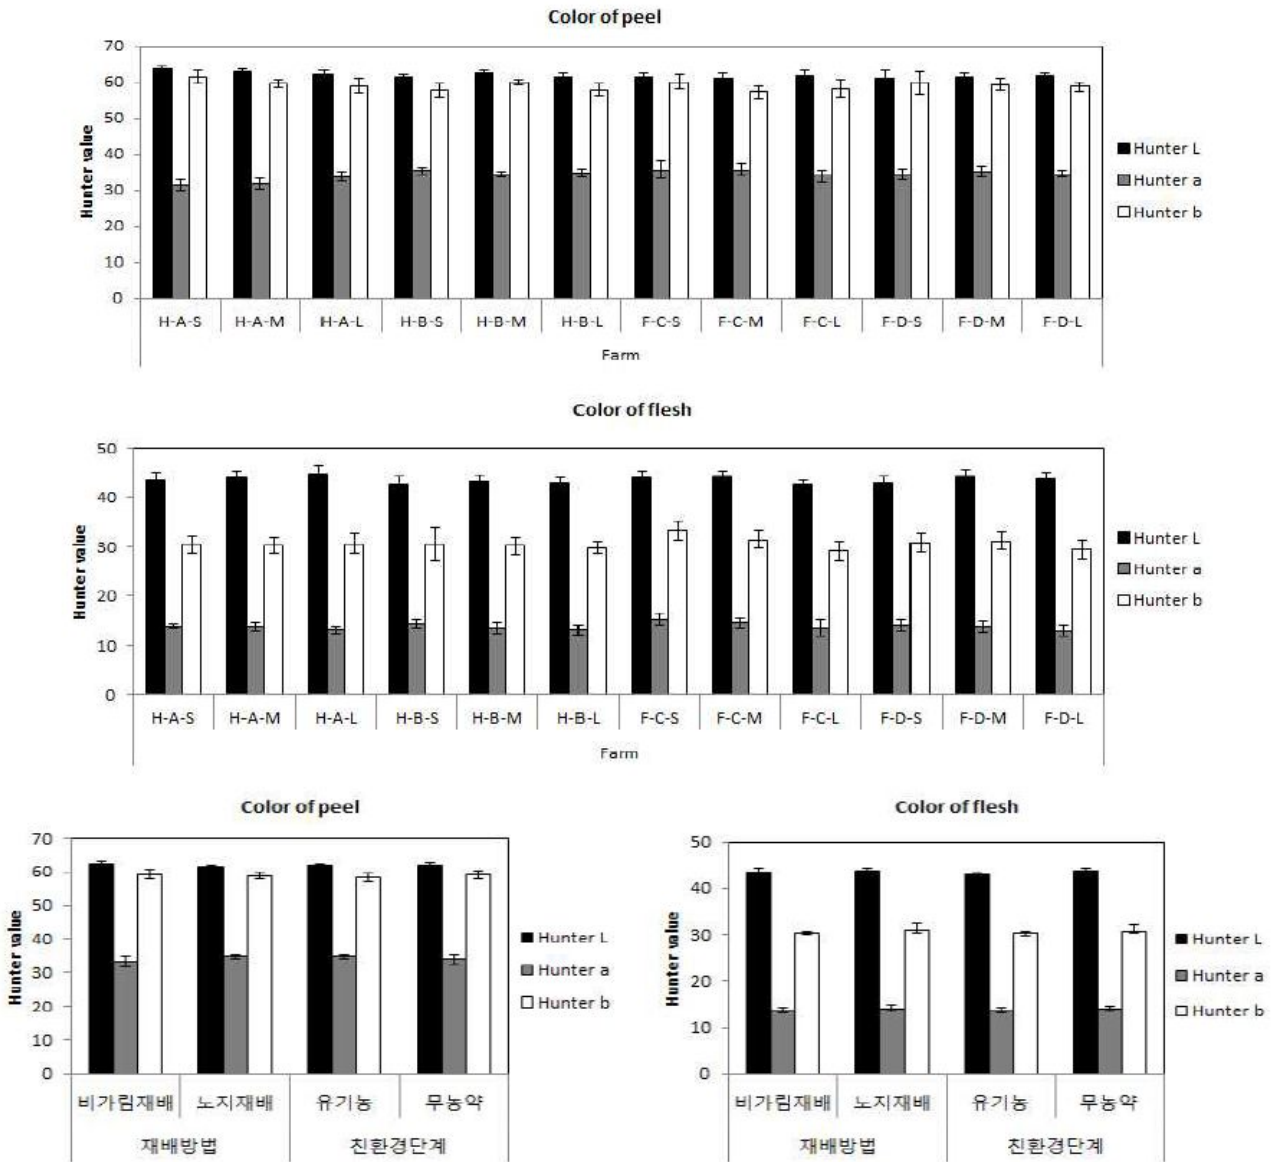 Color of peel
70
60
50
40
30
20
10
0
Hunter value
H-A-S H-A-M H-A-L H-B-S H-B-M H-B-L F-C-S F-C-M F-C-L F-D-S F-D-M F-D-L
Farm
Hunter L
Hunter a
Hunter b
Color of flesh
50
40
30
20
10
0
Hunter value
H-A-S H-A-M H-A-L H-B-S H-B-M H-B-L F-C-S F-C-M F-C-L F-D-S F-D-M F-D-L
Farm
Hunter L
Hunter a
Hunter b
Color of peel
70
60
50
40
30
20
10
0
Hunter value
비가림재배 노지재배 유기농 무농약
재배방법 친환경단계
Hunter L
Hunter a
Hunter b
Color of flesh
50
40
30
20
10
0
Hunter value
비가림재배 노지재배 유기농 무농약
재배방법 친환경단계
Hunter L
Hunter a
Hunter b